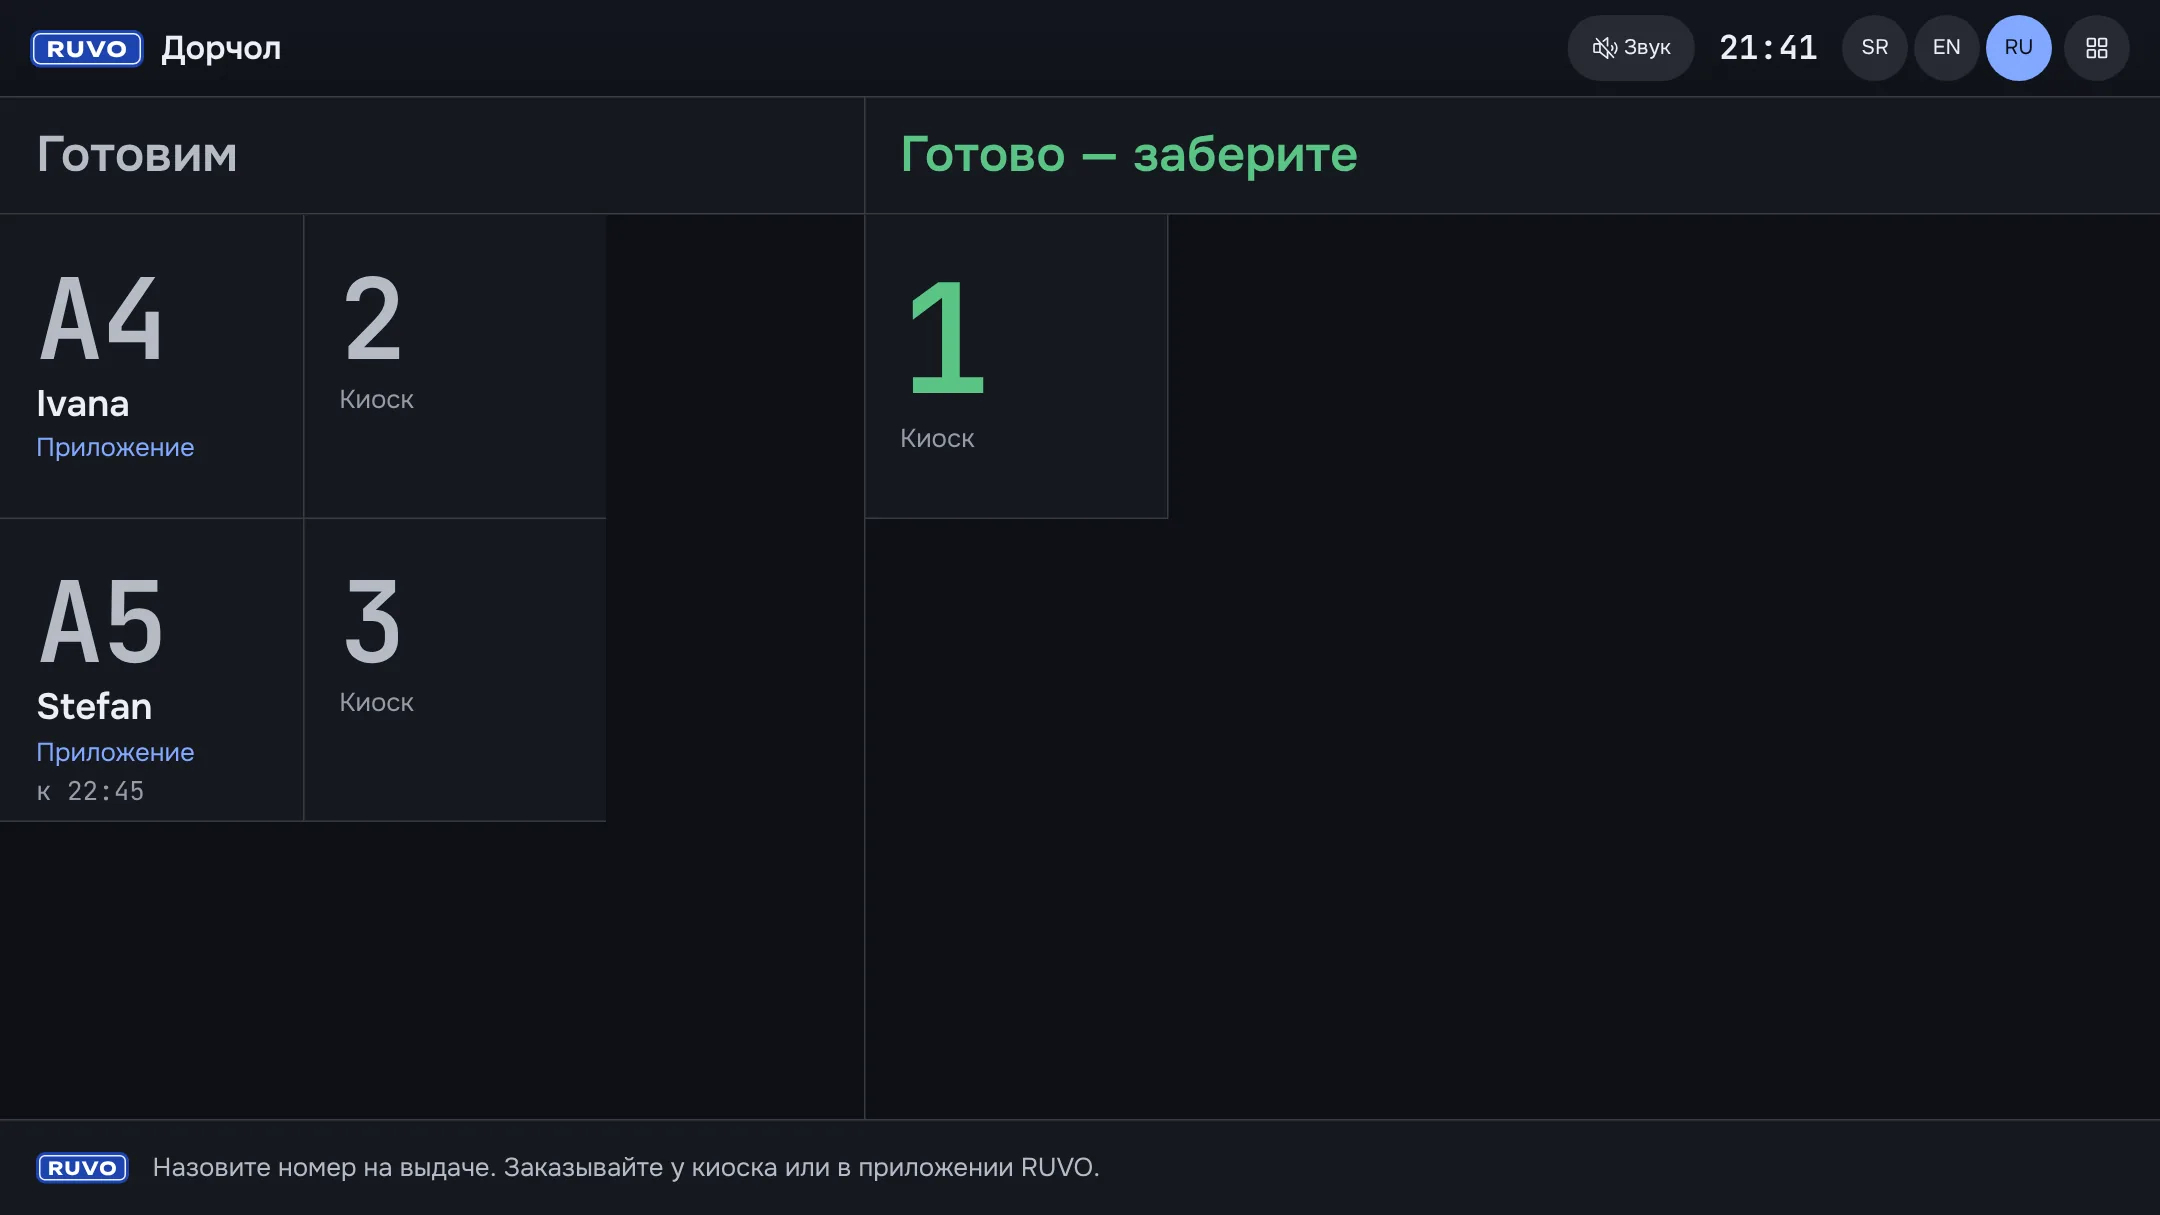 RUVO Дорчол
Звук 21:41 SR EN RU
Готовим
A4
Ivana
Приложение
2
Киоск
A5
Stefan
Приложение
к 22:45
3
Киоск
Готово — заберите
1
Киоск
RUVO Назовите номер на выдаче. Заказывайте у киоска или в приложении RUVO.